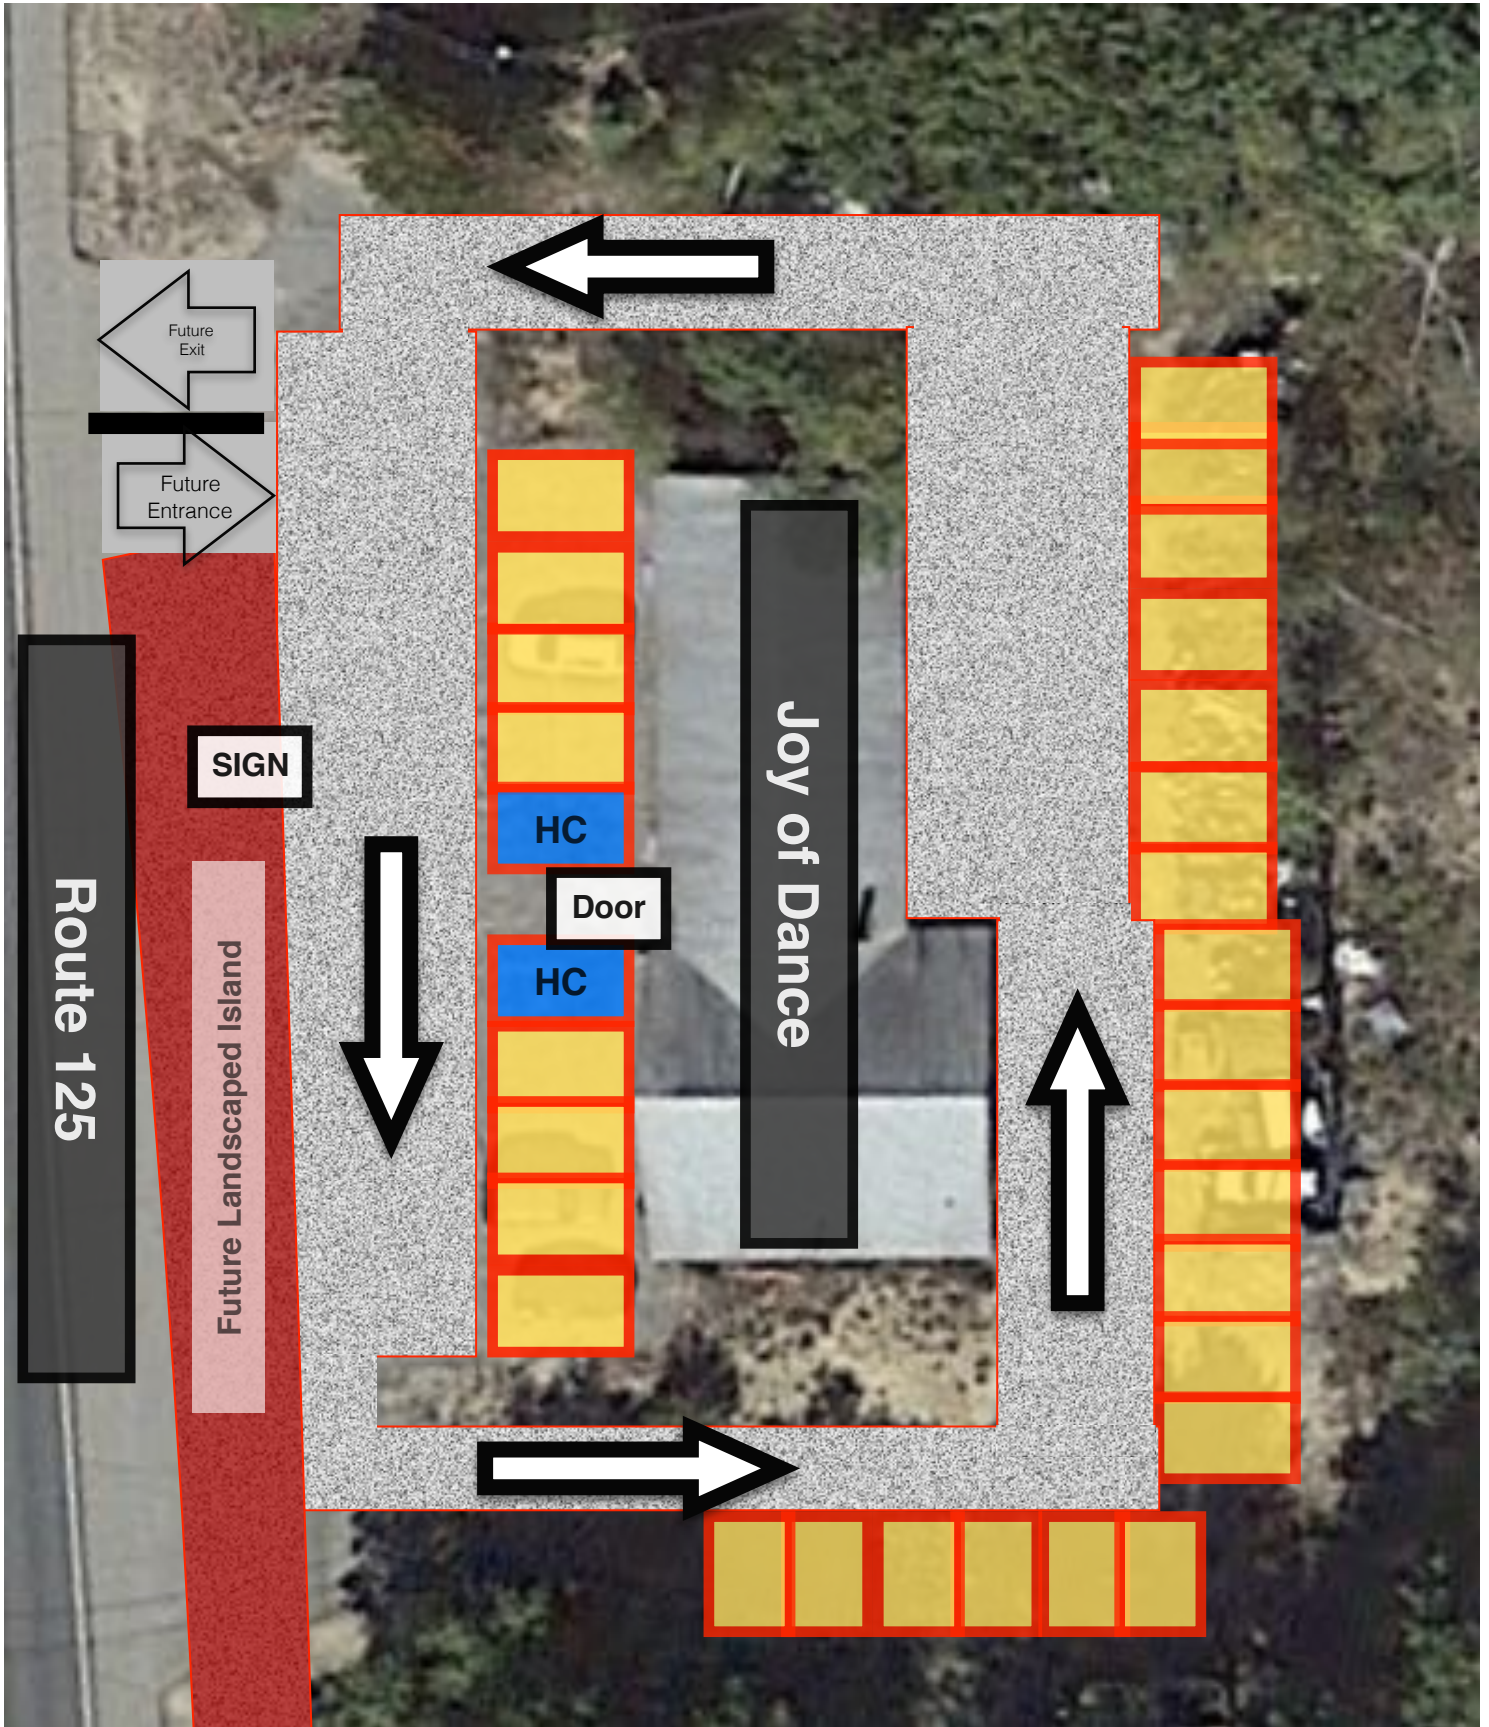 Future
Exit
Future
Entrance
SIGN
HC
Door
HC
Joy of Dance
Route 125
Future Landscaped Island